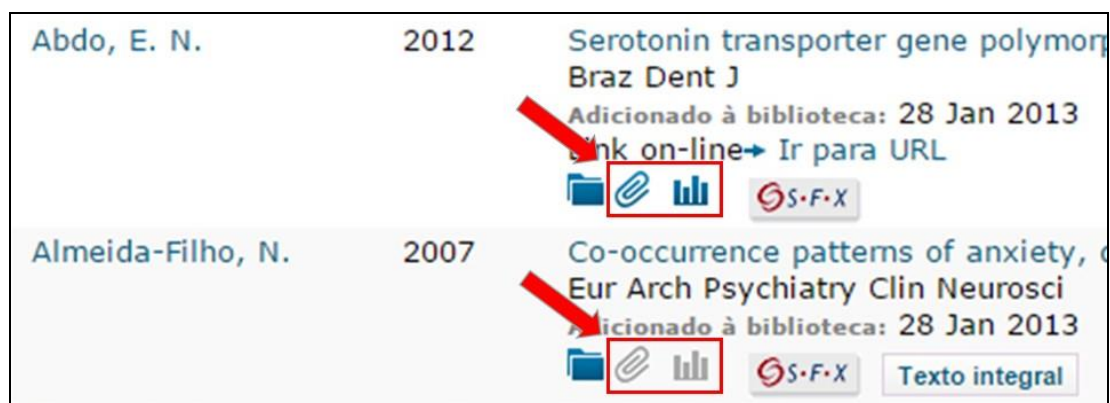 Abdo, E. N. 2012 Serotonin transporter gene
Braz Dent J
Adicionado à biblioteca: 28 Jan 2013
on-line→ Ir para URL
S·F·X
Almeida-Filho, N. 2007 Co-occurrence patterns of anxiety,
Eur Arch Psychiatry Clin Neurosci
à biblioteca: 28 Jan 2013
S·F·X Texto integral